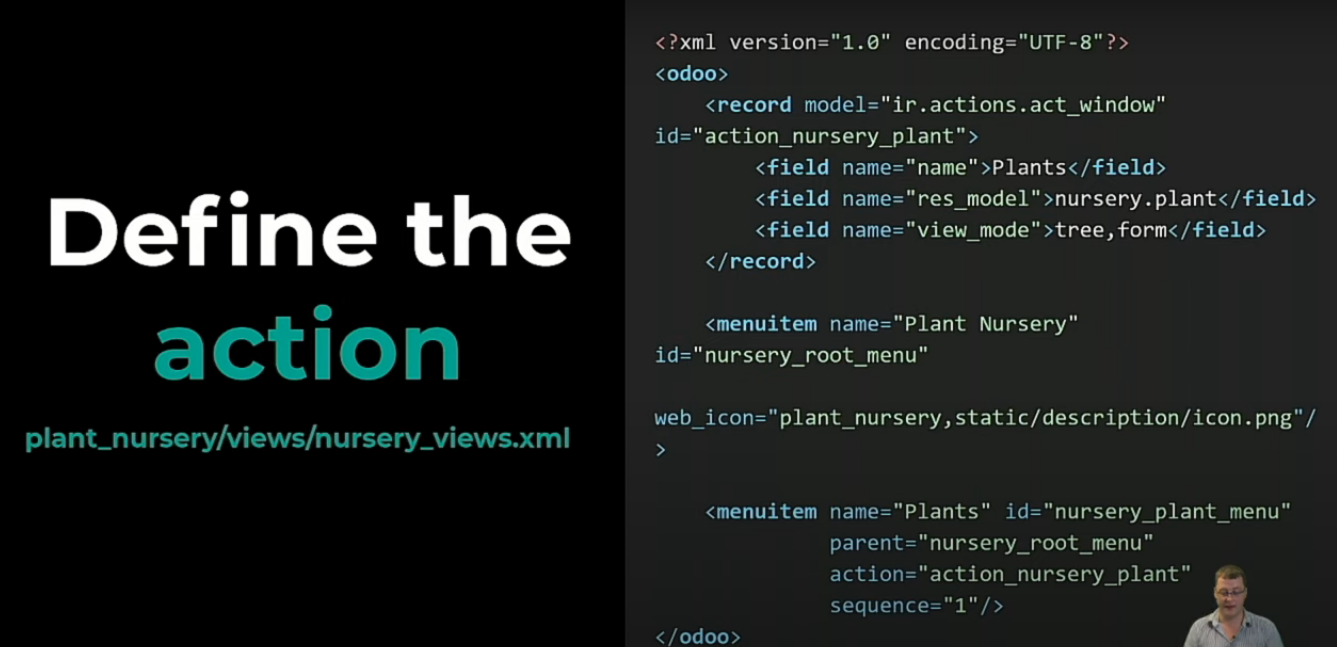 Define the
action
plant_nursery/views/nursery_views.xml
<?xml version="1.0" encoding="UTF-8"?>
<odoo>
    <record model="ir.actions.act_window"
id="action_nursery_plant">
        <field name="name">Plants</field>
        <field name="res_model">nursery.plant</field>
        <field name="view_mode">tree,form</field>
    </record>
    <menuitem name="Plant Nursery"
id="nursery_root_menu"
web_icon="plant_nursery,static/description/icon.png"/
>
    <menuitem name="Plants" id="nursery_plant_menu"
              parent="nursery_root_menu"
              action="action_nursery_plant"
              sequence="1"/>
</odoo>